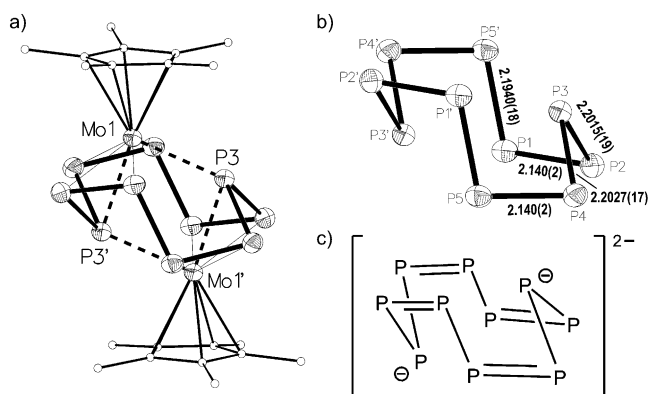 a)
Mo1
P3
P3'
Mo1'
b)
P4' P5'
P2' P3
P1'
P3' P1 P2
P5 P4
2.1940(18)
2.2015(19)
2.140(2)
2.2027(17)
2.140(2)
c)
2−
P P P ⊖
P P P P
P P P
⊖